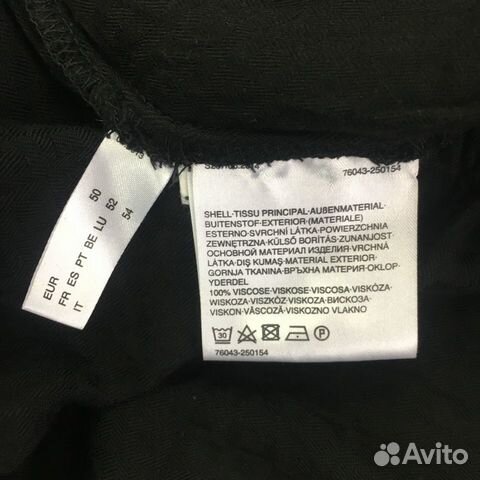 EUR 50
FR ES PT BE LU 52
IT 54
76043-250154
SHELL·TISSU PRINCIPAL·AUßENMATERIAL·
BUITENSTOF·EXTERIOR·(MATERIALE)
ESTERNO·SVRCHNÍ LÁTKA·POWIERZCHNIA
ZEWNĘTRZNA·KÜLSŐ BORÍTÁS·ZUNANJOST·
ОСНОВНОЙ МАТЕРИАЛ ИЗДЕЛИЯ·VRCHNÁ
LÁTKA·DIŞ KUMAŞ·MATERIAL EXTERIOR·
GORNJA TKANINA·ВРЪХНА МАТЕРИЯ·OKLOP·
YDERDEL
100% VISCOSE·VISKOSE·VISCOSA·VISKÓZA·
WISKOZA·VISZKÓZ·VISKOZA·ВИСКОЗА·
VISKON·VÂSCOZĂ·VISKOZNO VLAKNO
30 P
76043-250154
Avito